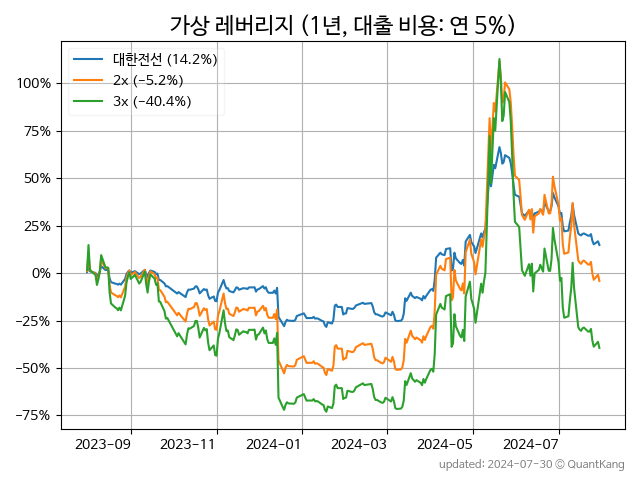 가상 레버리지 (1년, 대출 비용: 연 5%)
대한전선 (14.2%)
2x (−5.2%)
3x (−40.4%)
100%
75%
50%
25%
0%
−25%
−50%
−75%
2023-09 2023-11 2024-01 2024-03 2024-05 2024-07
updated: 2024-07-30 © QuantKang